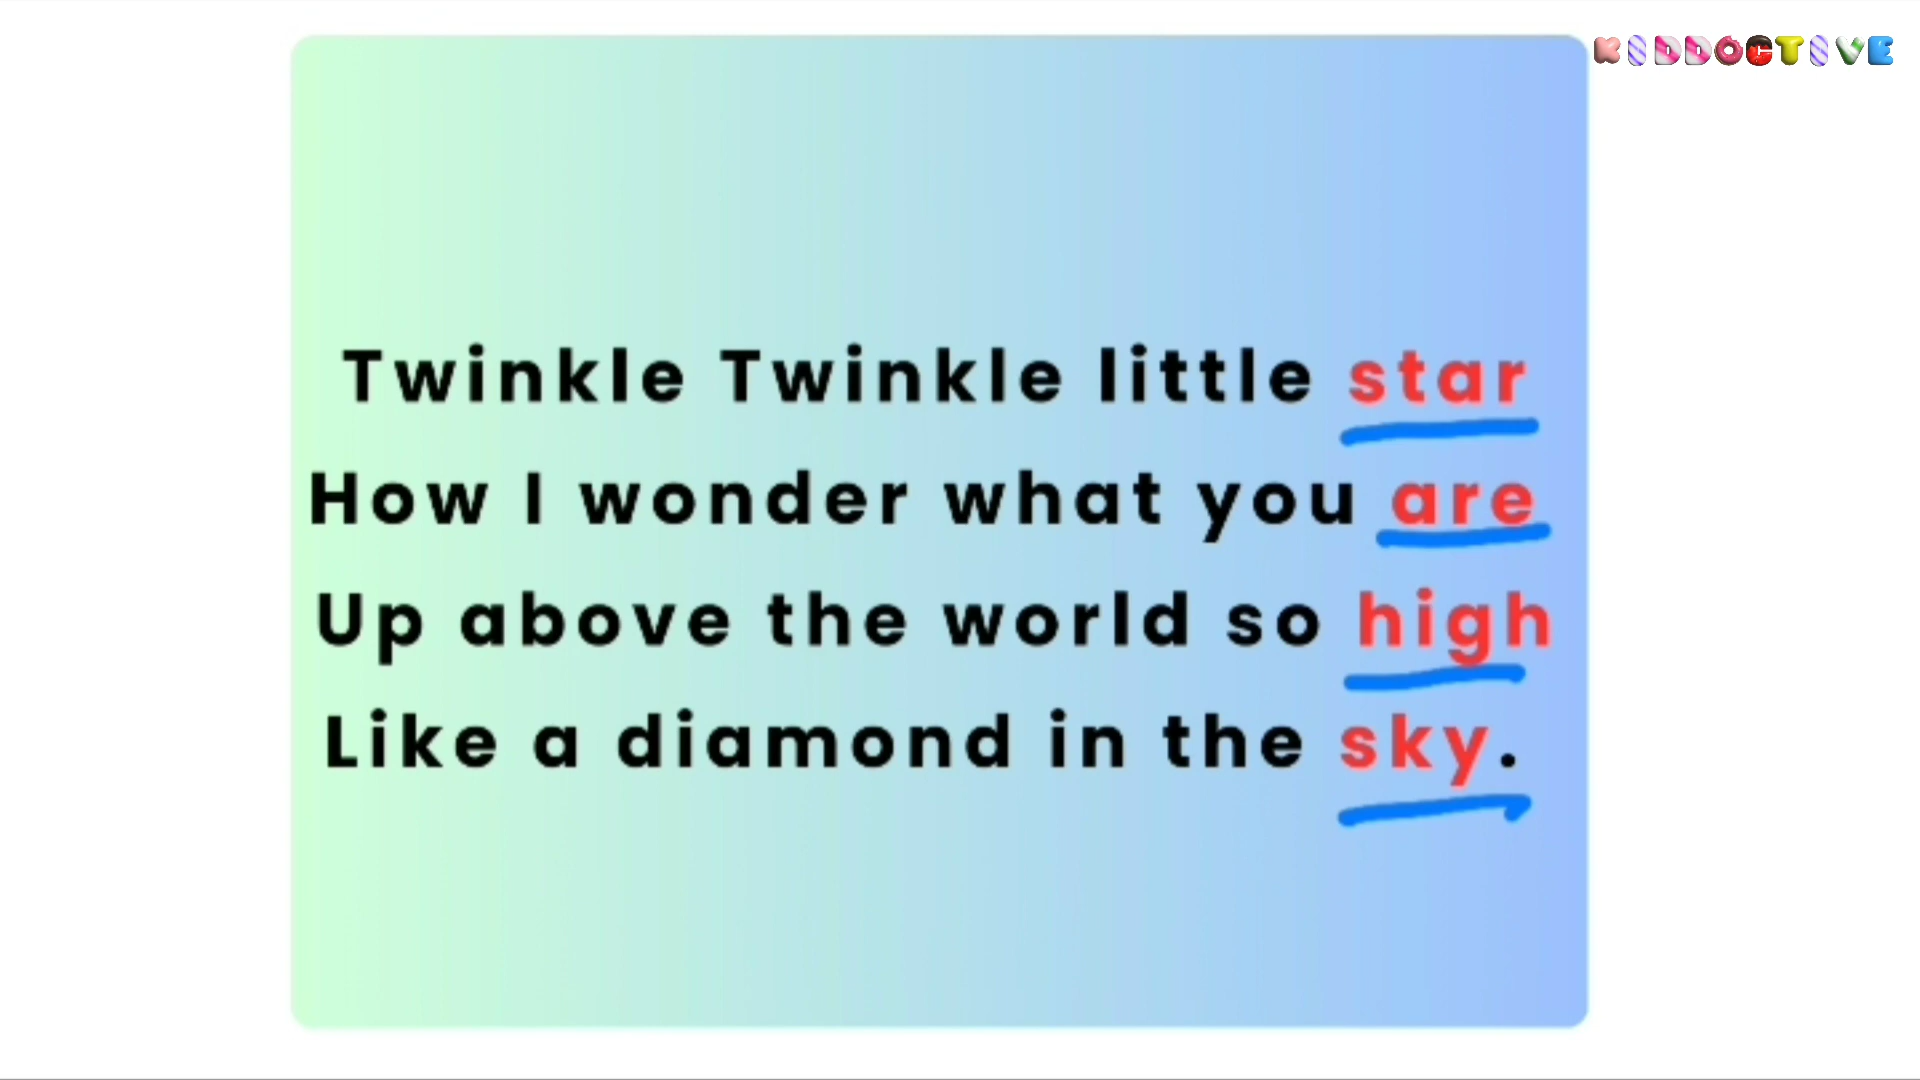 KIDDOCTIVE
Twinkle Twinkle little star
How I wonder what you are
Up above the world so high
Like a diamond in the sky.